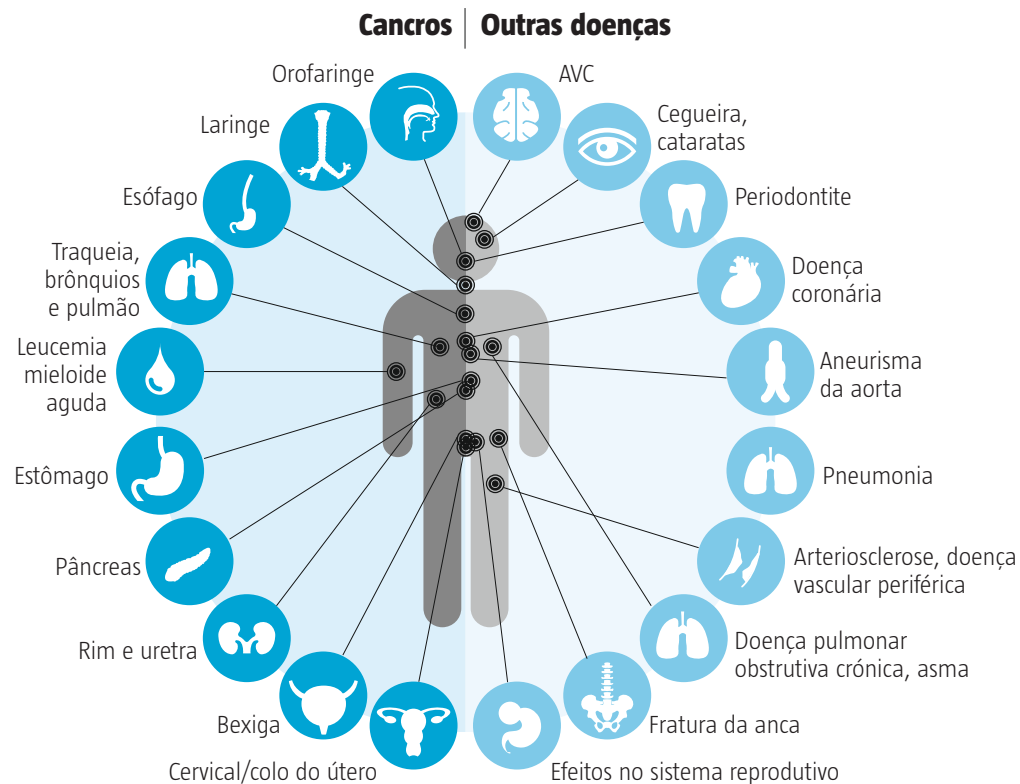 Cancros
Outras doenças
Orofaringe
Laringe
Esófago
Traqueia,
brônquios
e pulmão
Leucemia
mieloide
aguda
Estômago
Pâncreas
Rim e uretra
Bexiga
Cervical/colo do útero
AVC
Cegueira,
cataratas
Periodontite
Doença
coronária
Aneurisma
da aorta
Pneumonia
Arteriosclerose, doença
vascular periférica
Doença pulmonar
obstrutiva crónica, asma
Fratura da anca
Efeitos no sistema reprodutivo